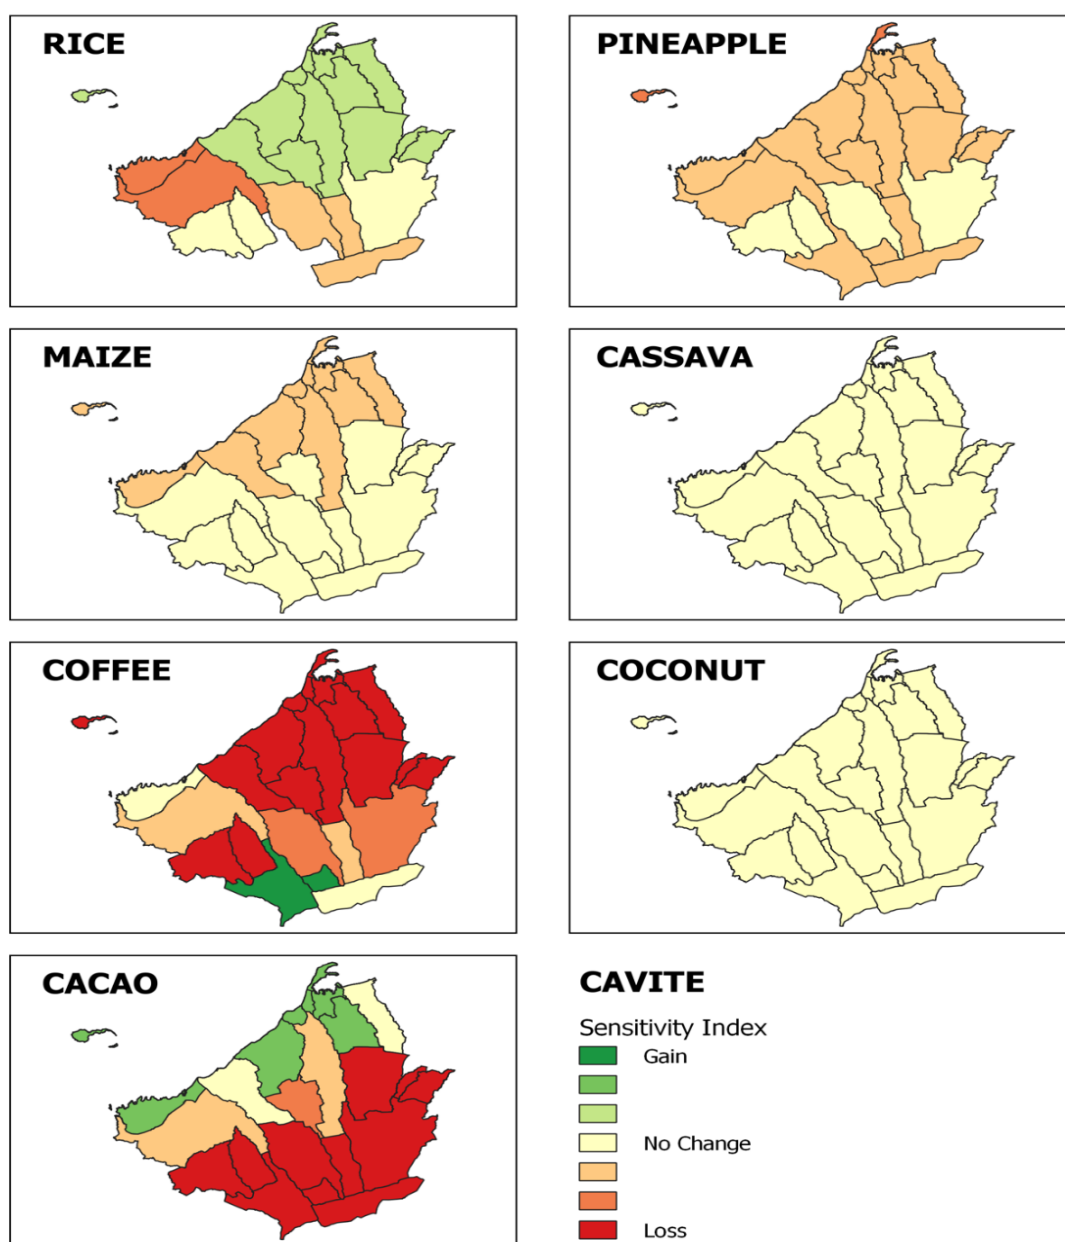 RICE
PINEAPPLE
MAIZE
CASSAVA
COFFEE
COCONUT
CACAO
CAVITE
Sensitivity Index
Gain
No Change
Loss